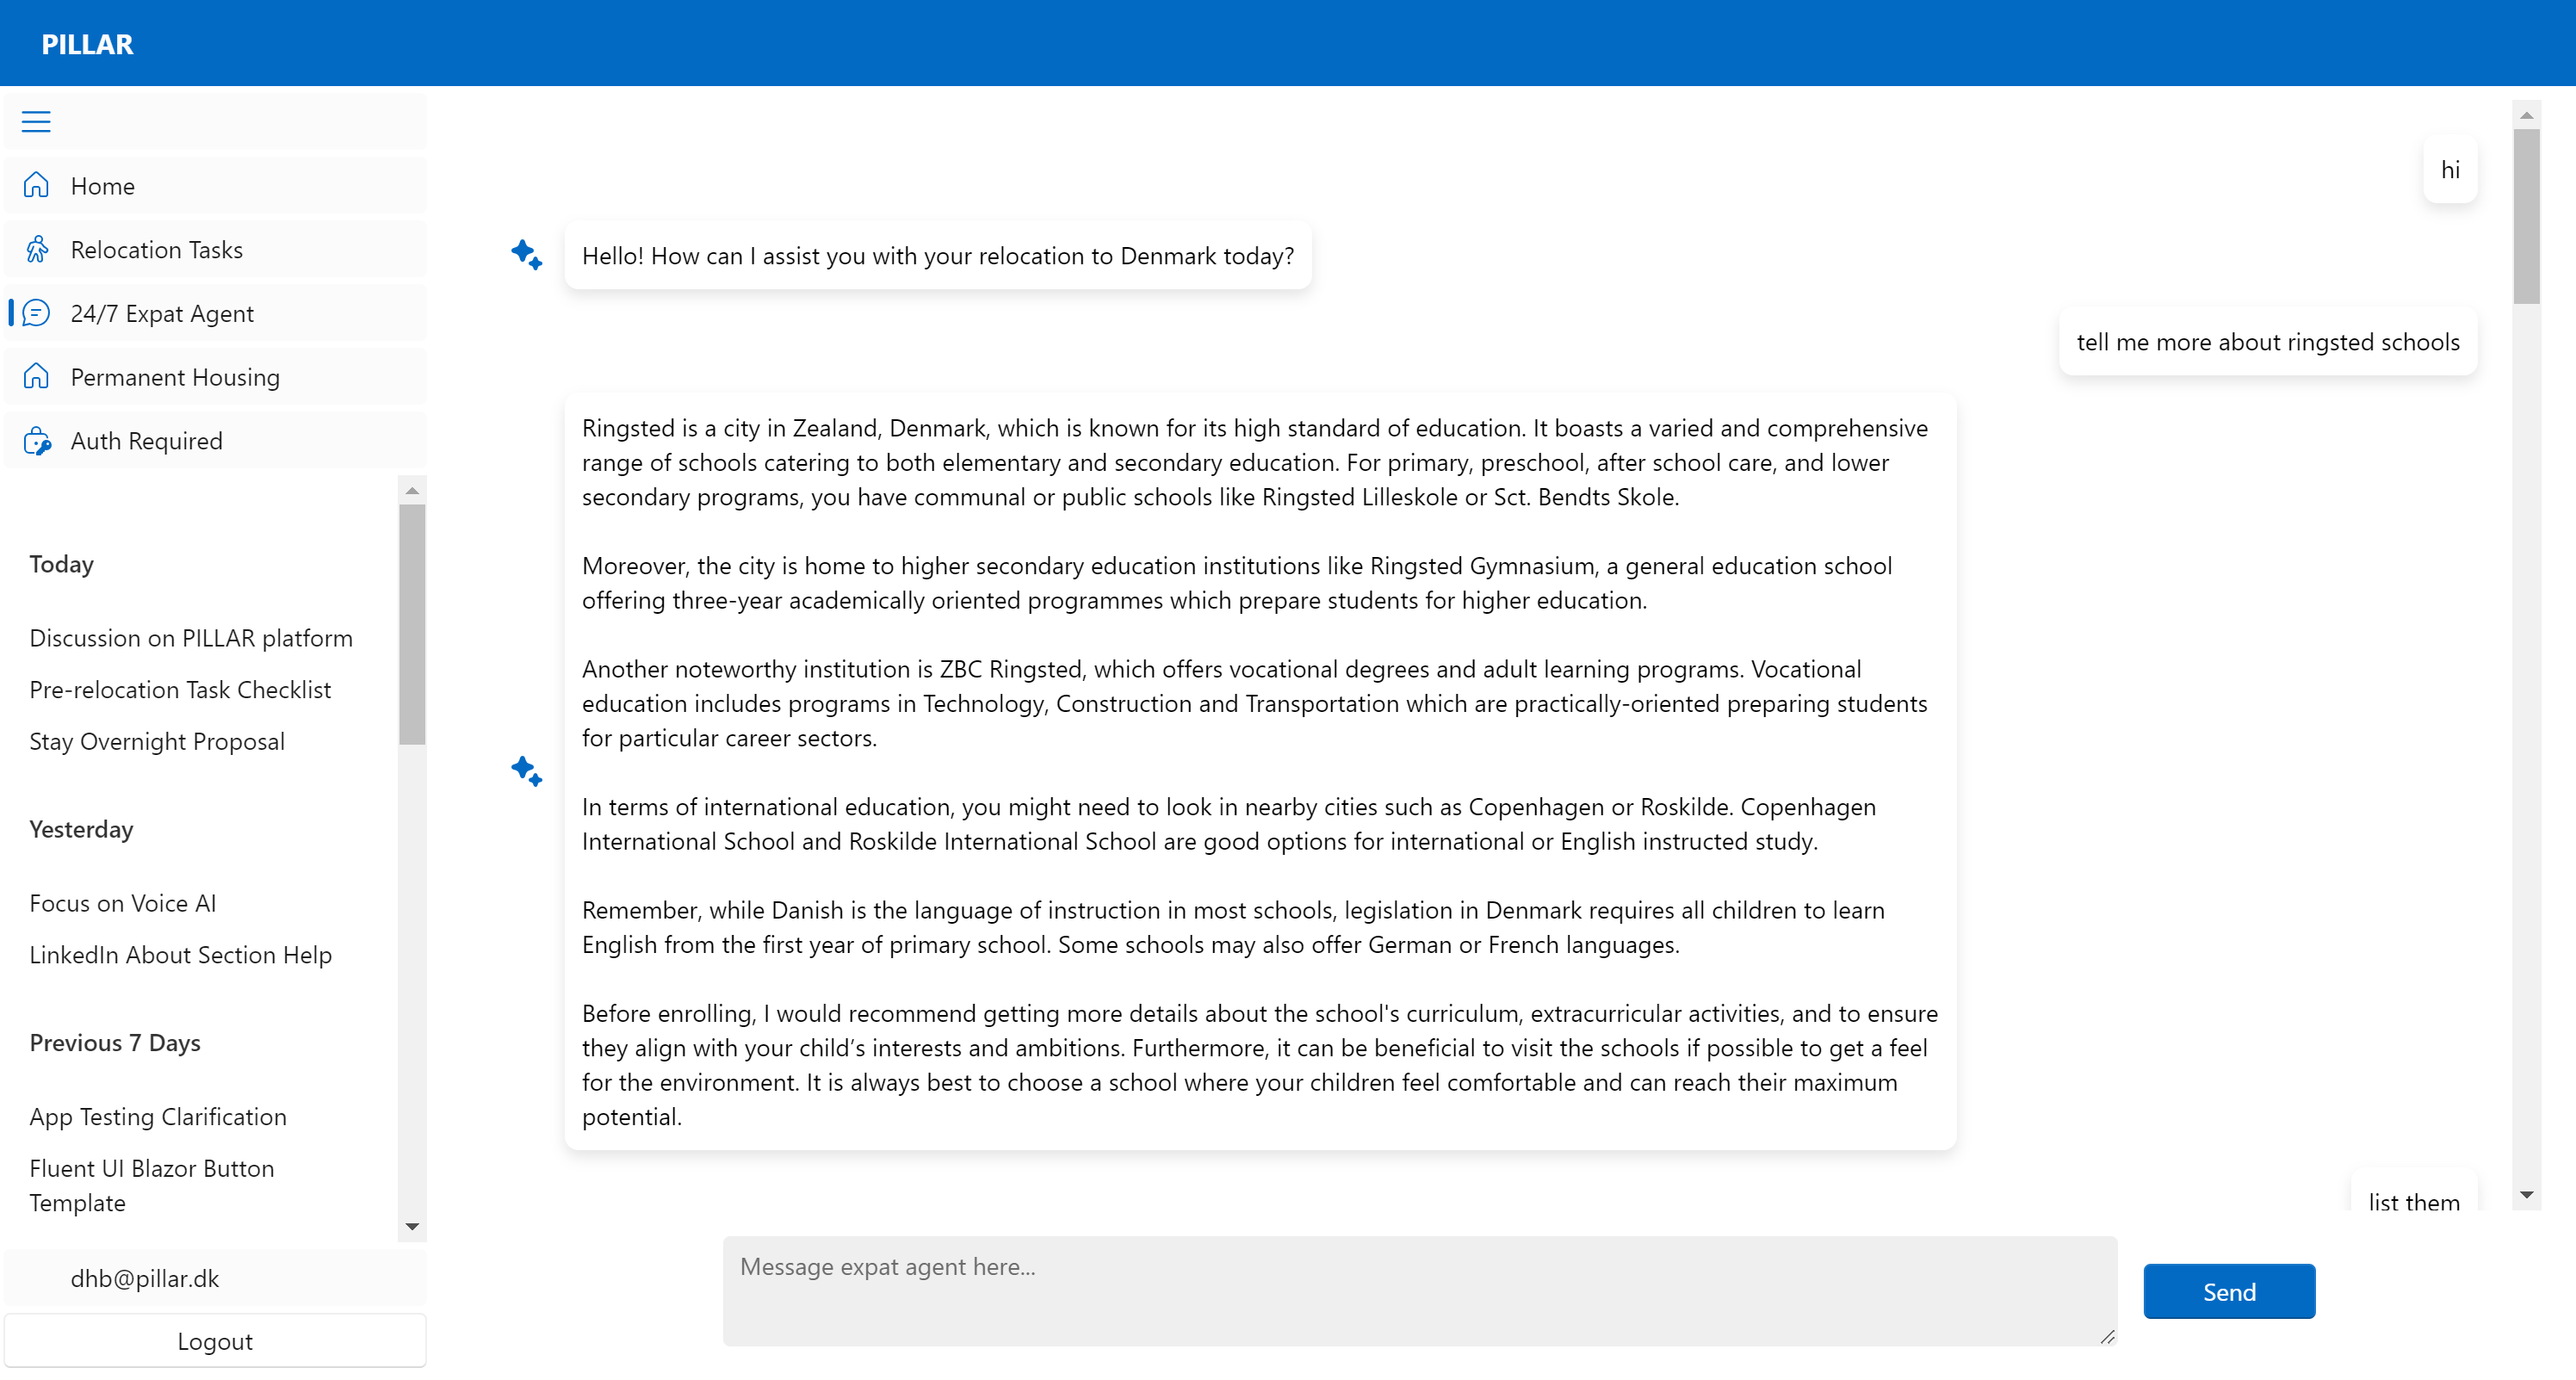 PILLAR
Home
Relocation Tasks
24/7 Expat Agent
Permanent Housing
Auth Required
Today
Discussion on PILLAR platform
Pre-relocation Task Checklist
Stay Overnight Proposal
Yesterday
Focus on Voice AI
LinkedIn About Section Help
Previous 7 Days
App Testing Clarification
Fluent UI Blazor Button
Template
dhb@pillar.dk
Logout
hi
Hello! How can I assist you with your relocation to Denmark today?
tell me more about ringsted schools
Ringsted is a city in Zealand, Denmark, which is known for its high standard of education. It boasts a varied and comprehensive
range of schools catering to both elementary and secondary education. For primary, preschool, after school care, and lower
secondary programs, you have communal or public schools like Ringsted Lilleskole or Sct. Bendts Skole.
Moreover, the city is home to higher secondary education institutions like Ringsted Gymnasium, a general education school
offering three-year academically oriented programmes which prepare students for higher education.
Another noteworthy institution is ZBC Ringsted, which offers vocational degrees and adult learning programs. Vocational
education includes programs in Technology, Construction and Transportation which are practically-oriented preparing students
for particular career sectors.
In terms of international education, you might need to look in nearby cities such as Copenhagen or Roskilde. Copenhagen
International School and Roskilde International School are good options for international or English instructed study.
Remember, while Danish is the language of instruction in most schools, legislation in Denmark requires all children to learn
English from the first year of primary school. Some schools may also offer German or French languages.
Before enrolling, I would recommend getting more details about the school's curriculum, extracurricular activities, and to ensure
they align with your child’s interests and ambitions. Furthermore, it can be beneficial to visit the schools if possible to get a feel
for the environment. It is always best to choose a school where your children feel comfortable and can reach their maximum
potential.
list them
Message expat agent here...
Send